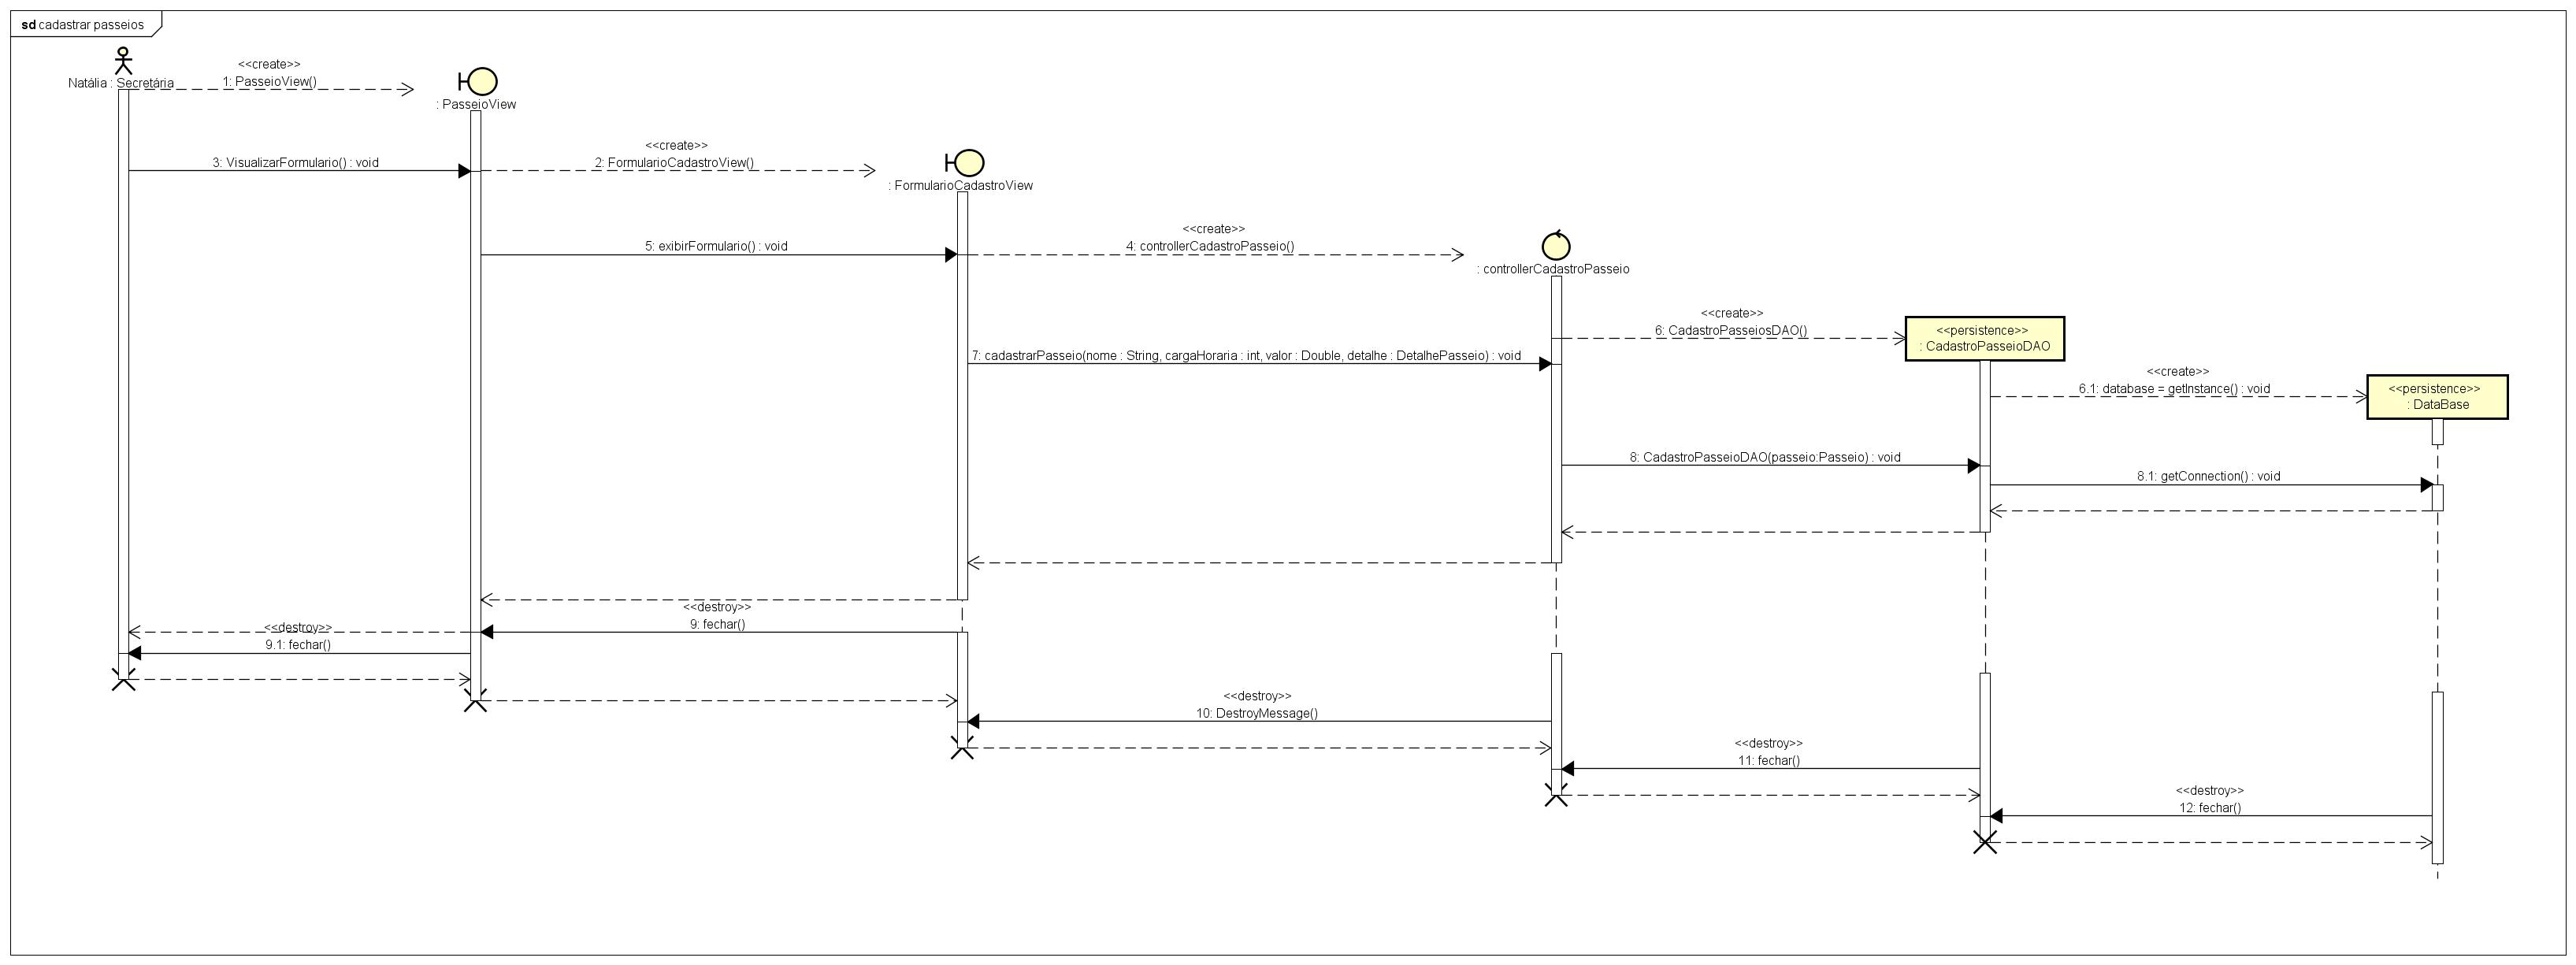 sd cadastrar passeios
<<create>>
1: PasseioView()
Natália : Secretária
: PasseioView
<<create>>
2: FormularioCadastroView()
3: VisualizarFormulario() : void
: FormularioCadastroView
<<create>>
4: controllerCadastroPasseio()
5: exibirFormulario() : void
: controllerCadastroPasseio
<<create>>
6: CadastroPasseiosDAO()
<<persistence>>
: CadastroPasseioDAO
7: cadastrarPasseio(nome : String, cargaHoraria : int, valor : Double, detalhe : DetalhePasseio) : void
<<create>>
6.1: database = getInstance() : void
<<persistence>>
: DataBase
8: CadastroPasseioDAO(passeio:Passeio) : void
8.1: getConnection() : void
<<destroy>>
9: fechar()
<<destroy>>
9.1: fechar()
<<destroy>>
10: DestroyMessage()
<<destroy>>
11: fechar()
<<destroy>>
12: fechar()